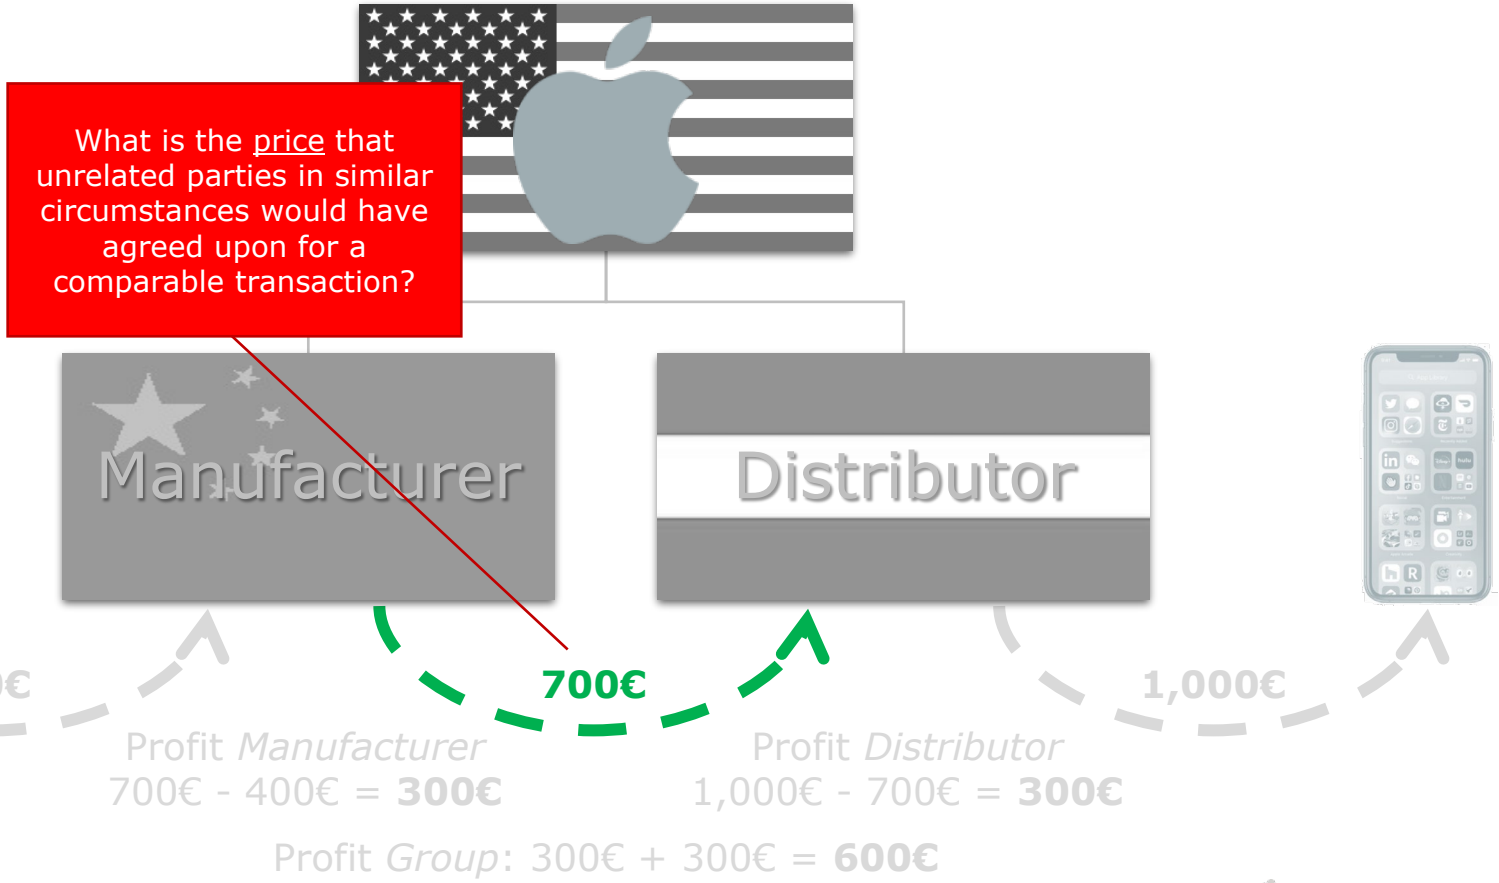 What is the price that
unrelated parties in similar
circumstances would have
agreed upon for a
comparable transaction?
Manufacturer
Distributor
€
700€
1,000€
Profit Manufacturer
700€ - 400€ = 300€
Profit Distributor
1,000€ - 700€ = 300€
Profit Group: 300€ + 300€ = 600€